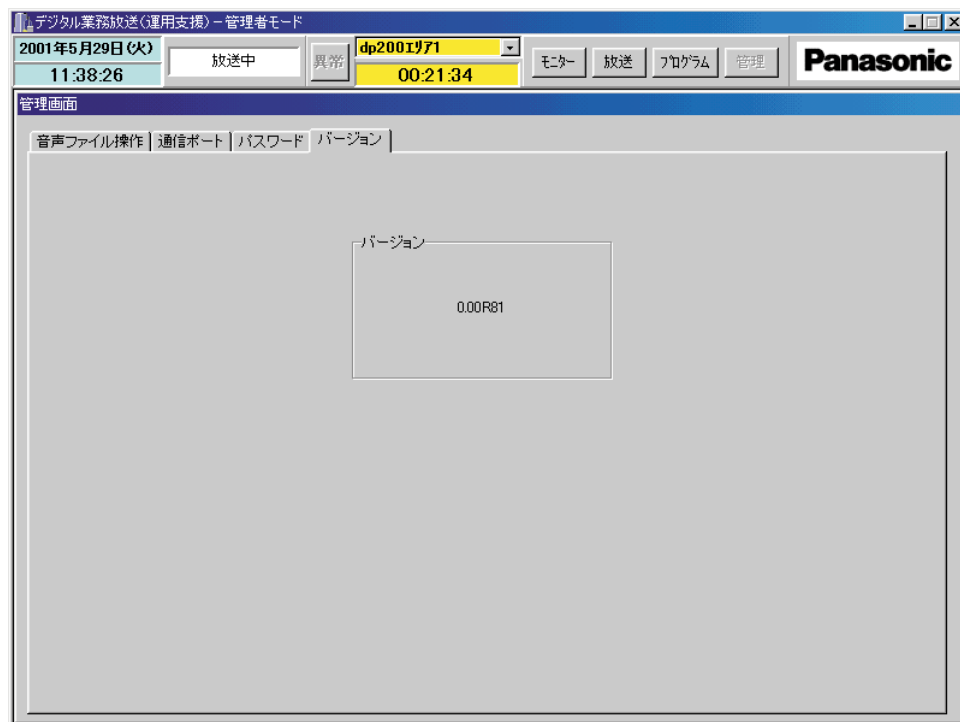 デジタル業務放送(運用支援)－管理者モード
2001年5月29日(火)
11:38:26
放送中
異常
dp200ｴﾘｱ1
00:21:34
ﾓﾆﾀｰ
放送
ﾌﾟﾛｸﾞﾗﾑ
管理
Panasonic
管理画面
音声ファイル操作
通信ポート
パスワード
バージョン
バージョン
0.00R81